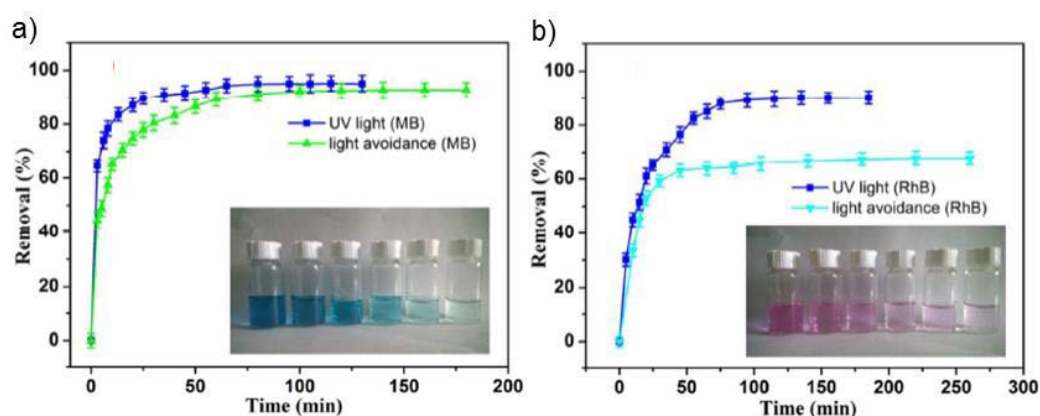 a)
100
80
60
40
20
0
Removal (%)
UV light (MB)
light avoidance (MB)
0 50 100 150 200
Time (min)
b)
100
80
60
40
20
0
Removal (%)
UV light (RhB)
light avoidance (RhB)
0 50 100 150 200 250 300
Time (min)